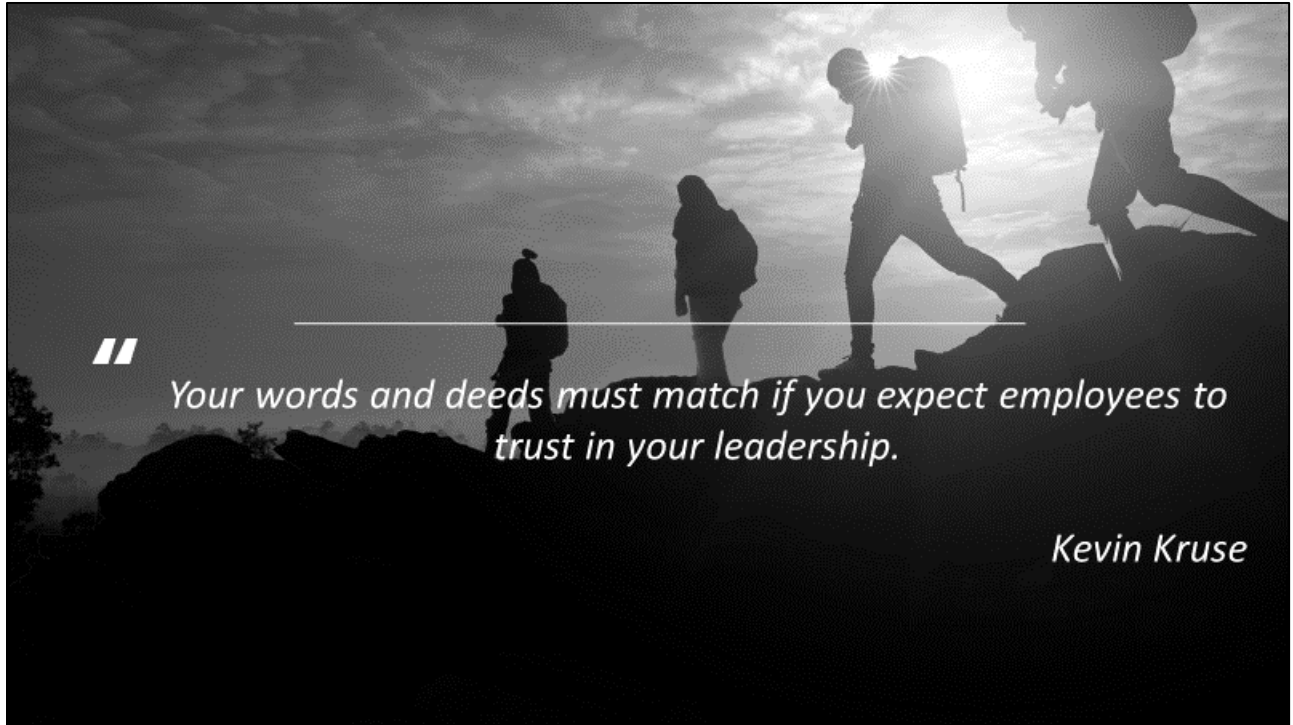 “
Your words and deeds must match if you expect employees to
trust in your leadership.
Kevin Kruse